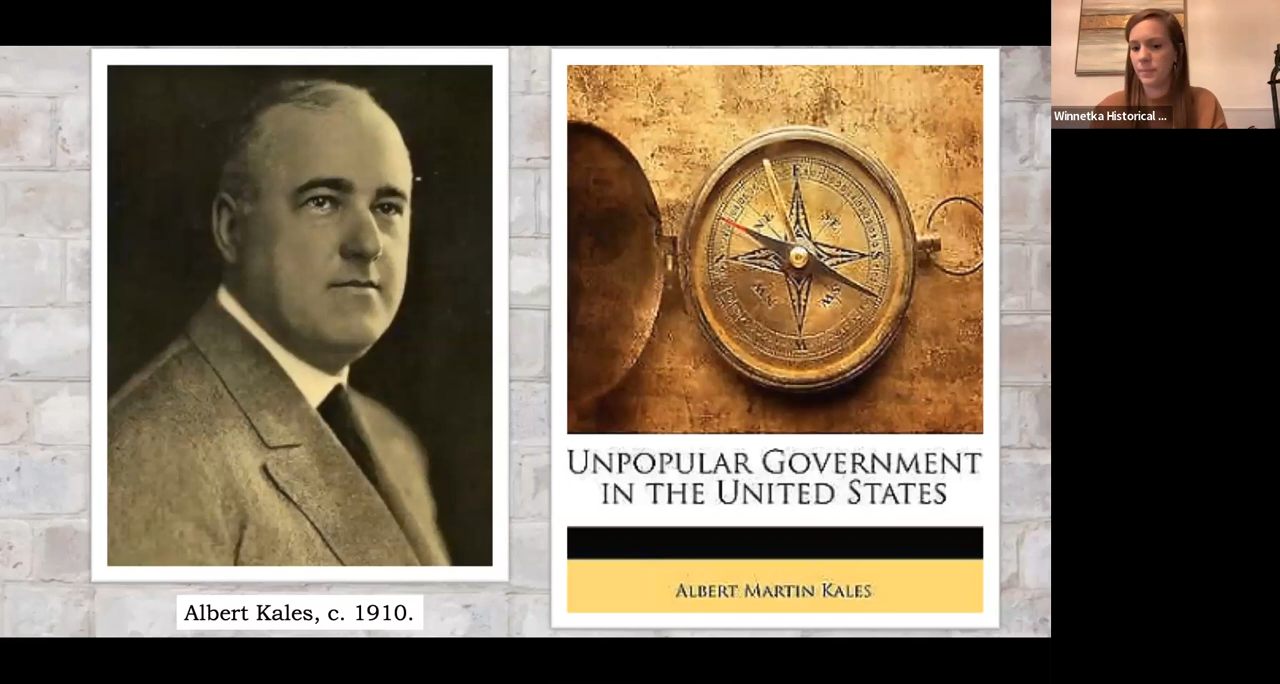 Winnetka Historical ...
UNPOPULAR GOVERNMENT
IN THE UNITED STATES
ALBERT MARTIN KALES
Albert Kales, c. 1910.